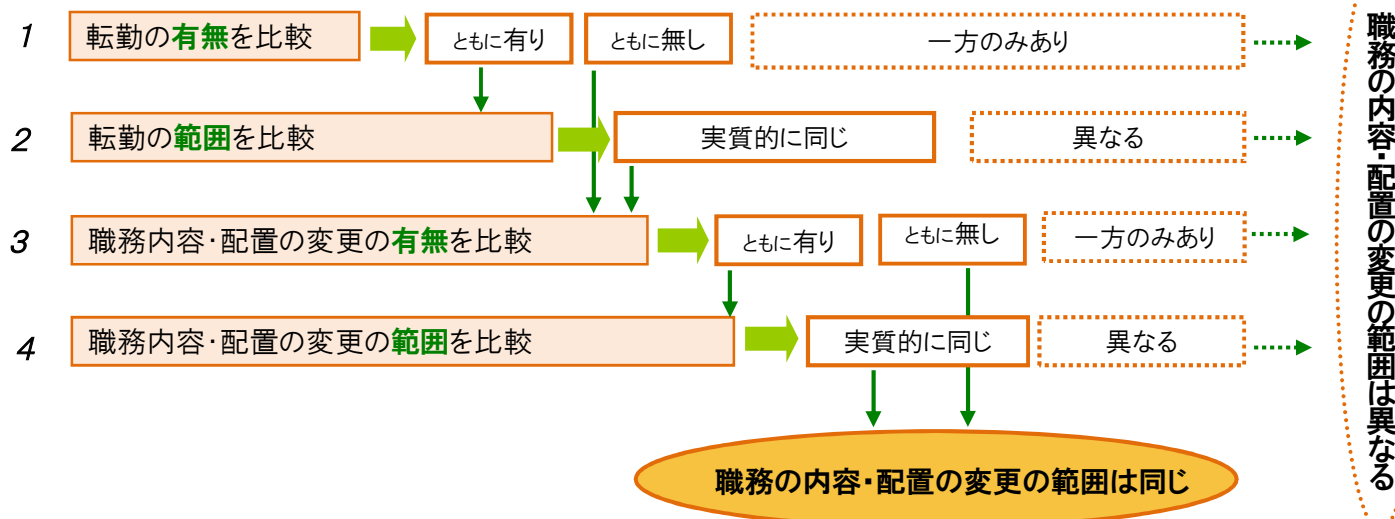 1
転勤の有無を比較
ともに有り
ともに無し
一方のみあり
2
転勤の範囲を比較
実質的に同じ
異なる
3
職務内容・配置の変更の有無を比較
ともに有り
ともに無し
一方のみあり
4
職務内容・配置の変更の範囲を比較
実質的に同じ
異なる
職務の内容・配置の変更の範囲は同じ
職務の内容・配置の変更の範囲は異なる